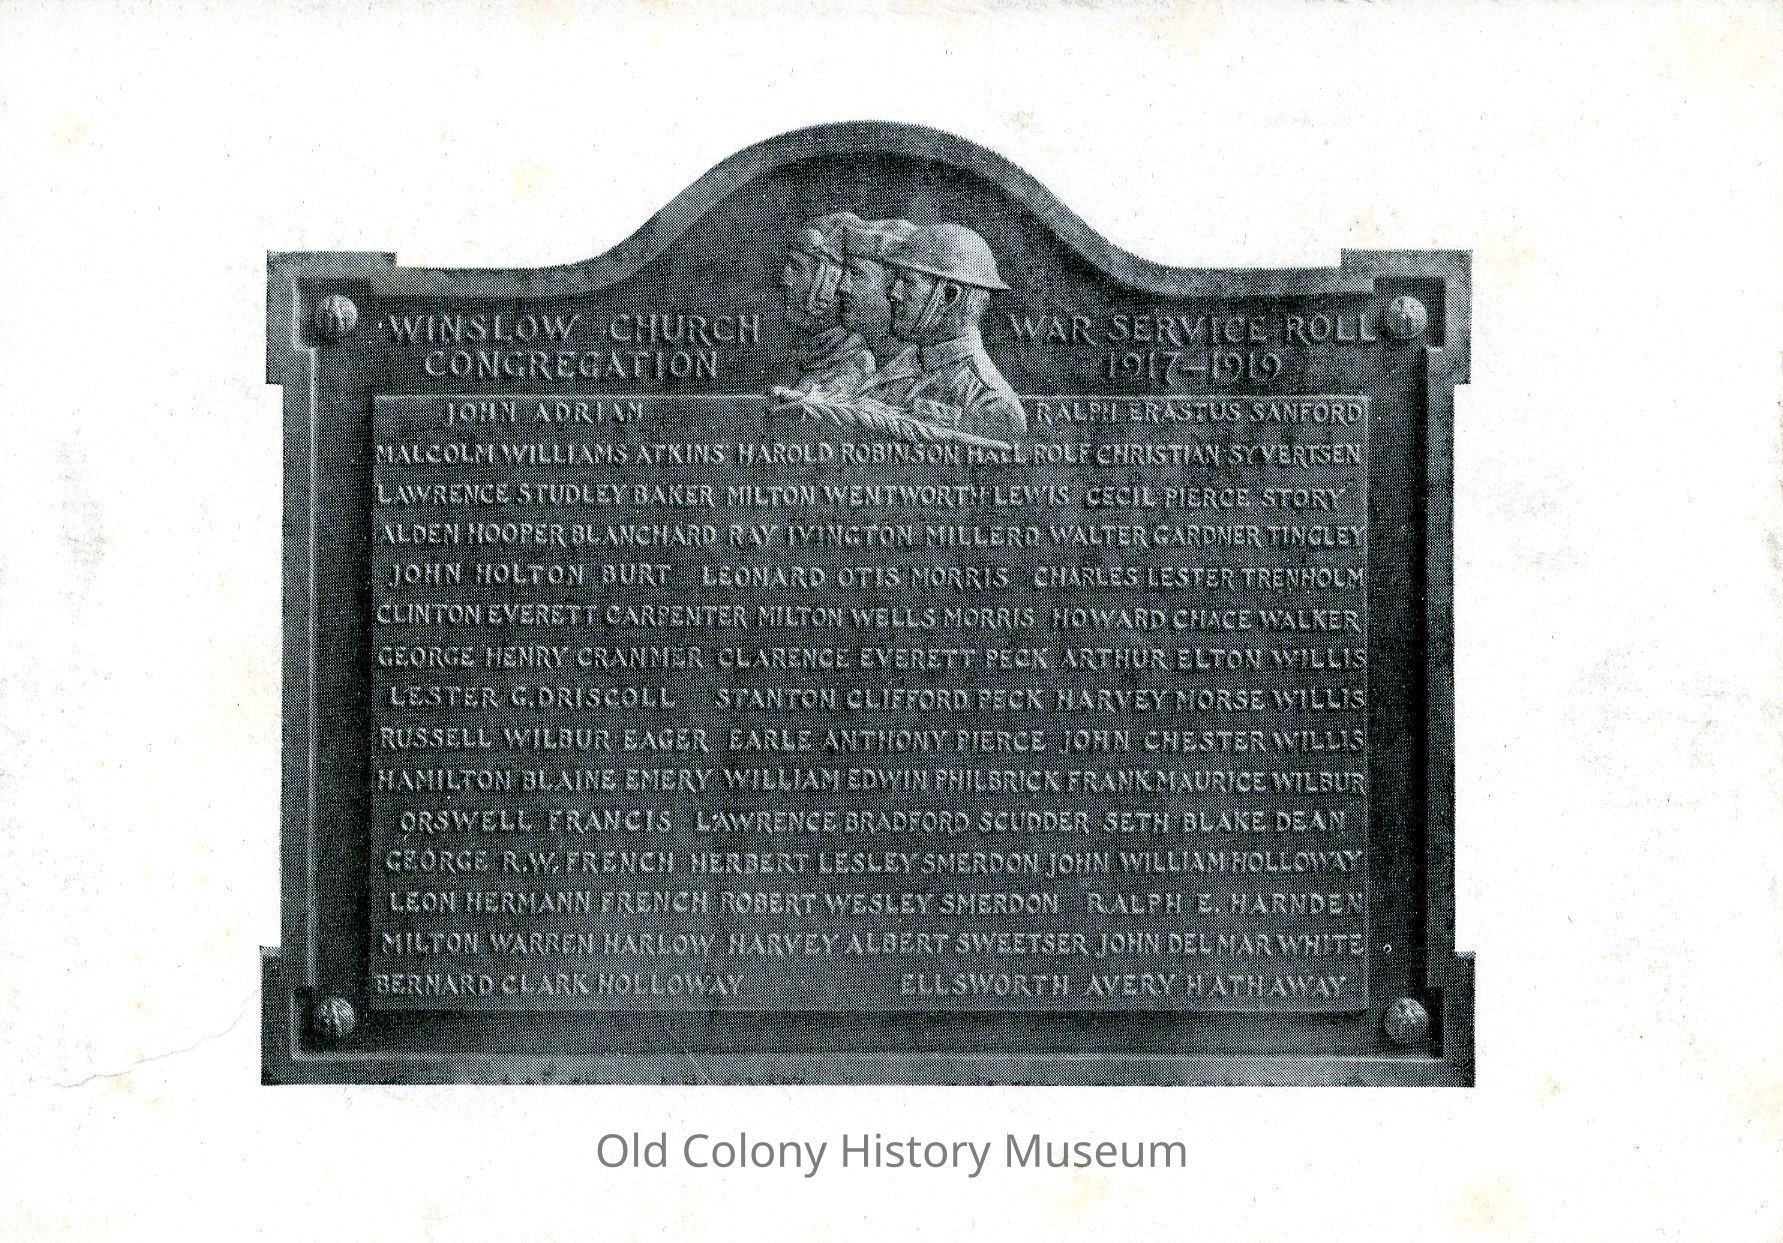 WINSLOW CHURCH CONGREGATION
WAR SERVICE ROLL 1917–1919
JOHN ADRIAN RALPH ERASTUS SANFORD
MALCOLM WILLIAMS ATKINS HAROLD ROBINSON HALL ROLF CHRISTIAN SYVERTSEN
LAWRENCE STUDLEY BAKER MILTON WENTWORTH LEWIS CECIL PIERCE STORY
ALDEN HOOPER BLANCHARD RAY IVINGTON MILLERD WALTER GARDNER TINGLEY
JOHN HOLTON BURT LEONARD OTIS MORRIS CHARLES LESTER TRENHOLM
CLINTON EVERETT CARPENTER MILTON WELLS MORRIS HOWARD CHACE WALKER
GEORGE HENRY CRANMER CLARENCE EVERETT PECK ARTHUR ELTON WILLIS
LESTER G. DRISCOLL STANTON CLIFFORD PECK HARVEY MORSE WILLIS
RUSSELL WILBUR EAGER EARLE ANTHONY PIERCE JOHN CHESTER WILLIS
HAMILTON BLAINE EMERY WILLIAM EDWIN PHILBRICK FRANK MAURICE WILBUR
ORSWELL FRANCIS LAWRENCE BRADFORD SCUDDER SETH BLAKE DEAN
GEORGE R.W. FRENCH HERBERT LESLEY SMERDON JOHN WILLIAM HOLLOWAY
LEON HERMANN FRENCH ROBERT WESLEY SMERDON RALPH E. HARNDEN
MILTON WARREN HARLOW HARVEY ALBERT SWEETSER JOHN DELMAR WHITE
BERNARD CLARK HOLLOWAY ELLSWORTH AVERY HATHAWAY
Old Colony History Museum